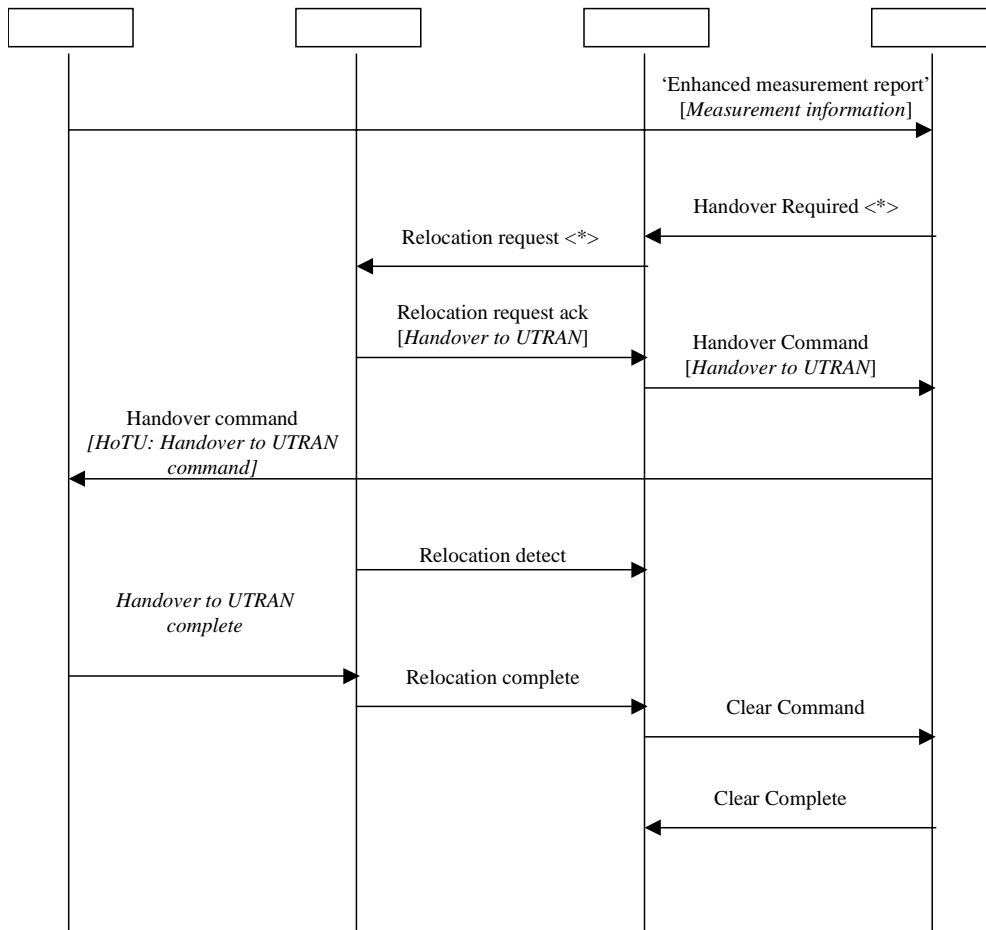 ‘Enhanced measurement report’
[Measurement information]
Handover Required <*>
Relocation request <*>
Relocation request ack
[Handover to UTRAN]
Handover Command
[Handover to UTRAN]
Handover command
[HoTU: Handover to UTRAN
command]
Relocation detect
Handover to UTRAN
complete
Relocation complete
Clear Command
Clear Complete